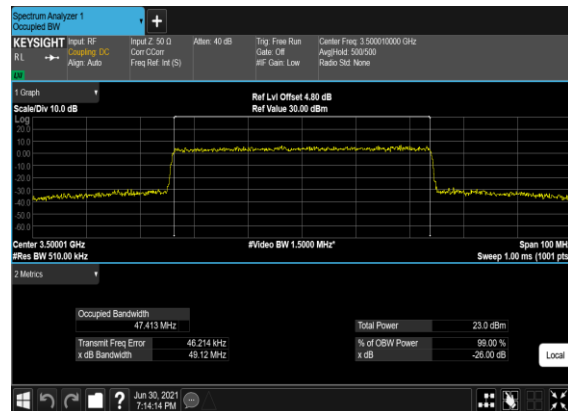 Spectrum Analyzer 1
Occupied BW
KEYSIGHT
RL
Input: RF
Coupling: DC
Align: Auto
Input Z: 50 Ω
Corr CCorr
Freq Ref: Int (S)
Atten: 40 dB
Trig: Free Run
Gate: Off
#IF Gain: Low
Center Freq: 3.500010000 GHz
Avg|Hold: 500/500
Radio Std: None
1 Graph
Scale/Div 10.0 dB
Ref Lvl Offset 4.80 dB
Ref Value 30.00 dBm
Log
20.0
10.0
0.00
-10.0
-20.0
-30.0
-40.0
-50.0
-60.0
Center 3.50001 GHz
#Res BW 510.00 kHz
#Video BW 1.5000 MHz*
Span 100 MHz
Sweep 1.00 ms (1001 pts)
2 Metrics
Occupied Bandwidth
47.413 MHz
Total Power 23.0 dBm
Transmit Freq Error 46.214 kHz
% of OBW Power 99.00 %
x dB Bandwidth 49.12 MHz
x dB -26.00 dB
Local
?
Jun 30, 2021
7:14:14 PM